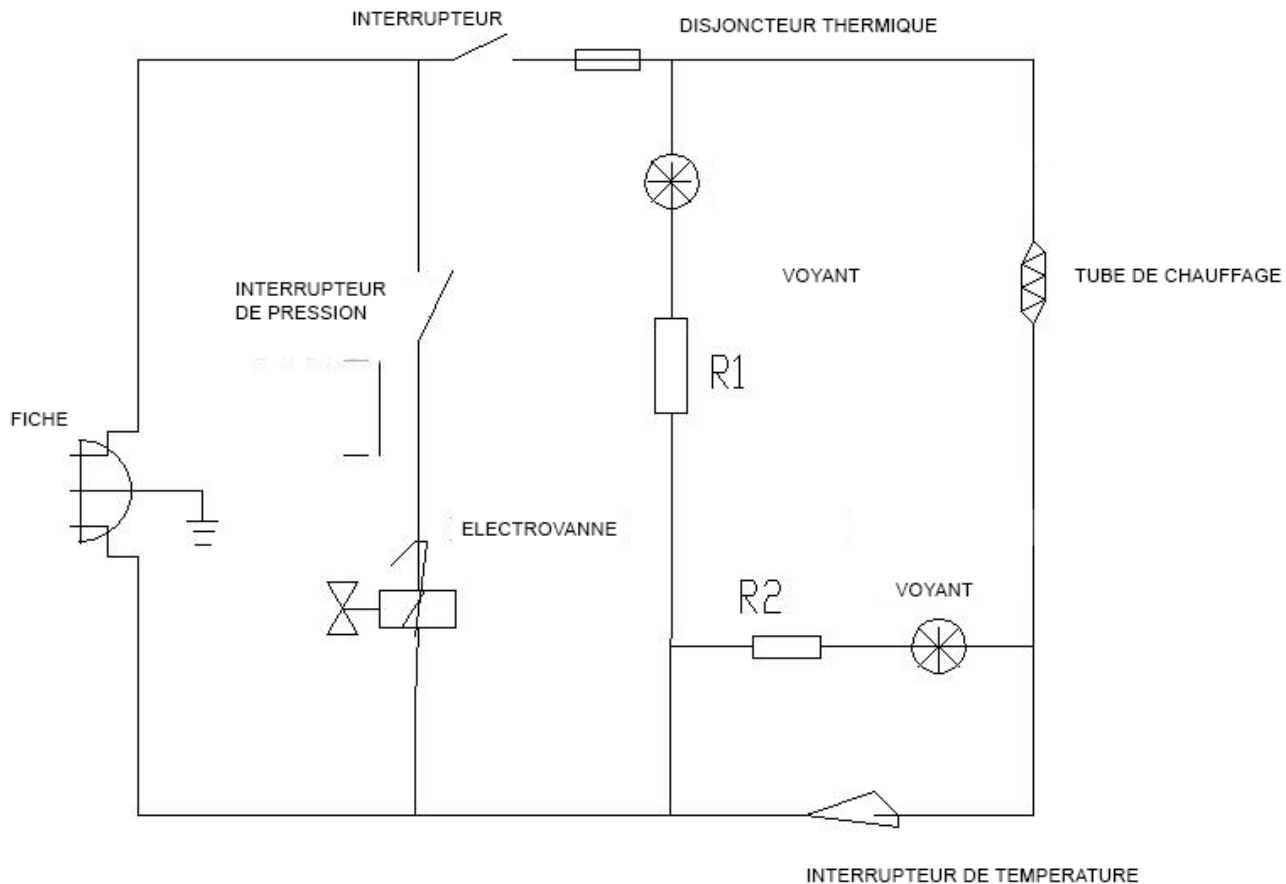 INTERRUPTEUR
DISJONCTEUR THERMIQUE
VOYANT
TUBE DE CHAUFFAGE
INTERRUPTEUR
DE PRESSION
R1
FICHE
ELECTROVANNE
R2
VOYANT
INTERRUPTEUR DE TEMPERATURE